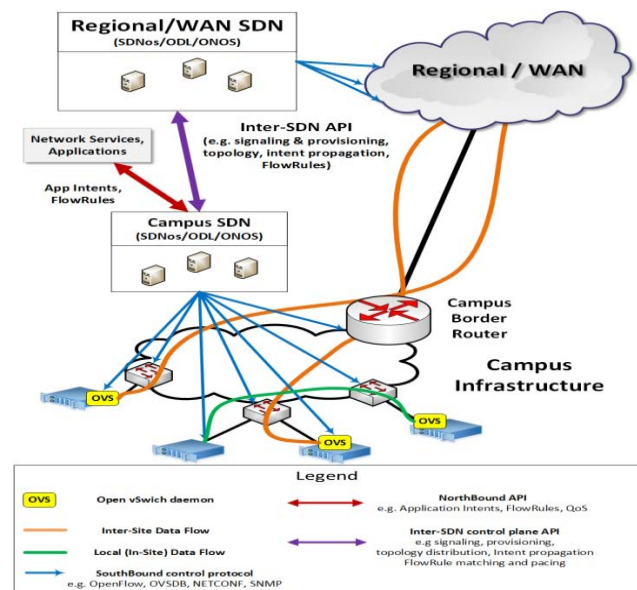 Regional/WAN SDN
(SDNos/ODL/ONOS)
Regional / WAN
Network Services,
Applications
Inter-SDN API
(e.g. signaling & provisioning,
topology, intent propagation,
FlowRules)
App Intents,
FlowRules
Campus SDN
(SDNos/ODL/ONOS)
Campus
Border
Router
Campus
Infrastructure
OVS
OVS
OVS
Legend
OVS
Open vSwich daemon
Inter-Site Data Flow
Local (In-Site) Data Flow
SouthBound control protocol
e.g. OpenFlow, OVSDB, NETCONF, SNMP
NorthBound API
e.g. Application Intents, FlowRules, QoS
Inter-SDN control plane API
e.g signaling, provisioning,
topology distribution, Intent propagation
FlowRule matching and pacing